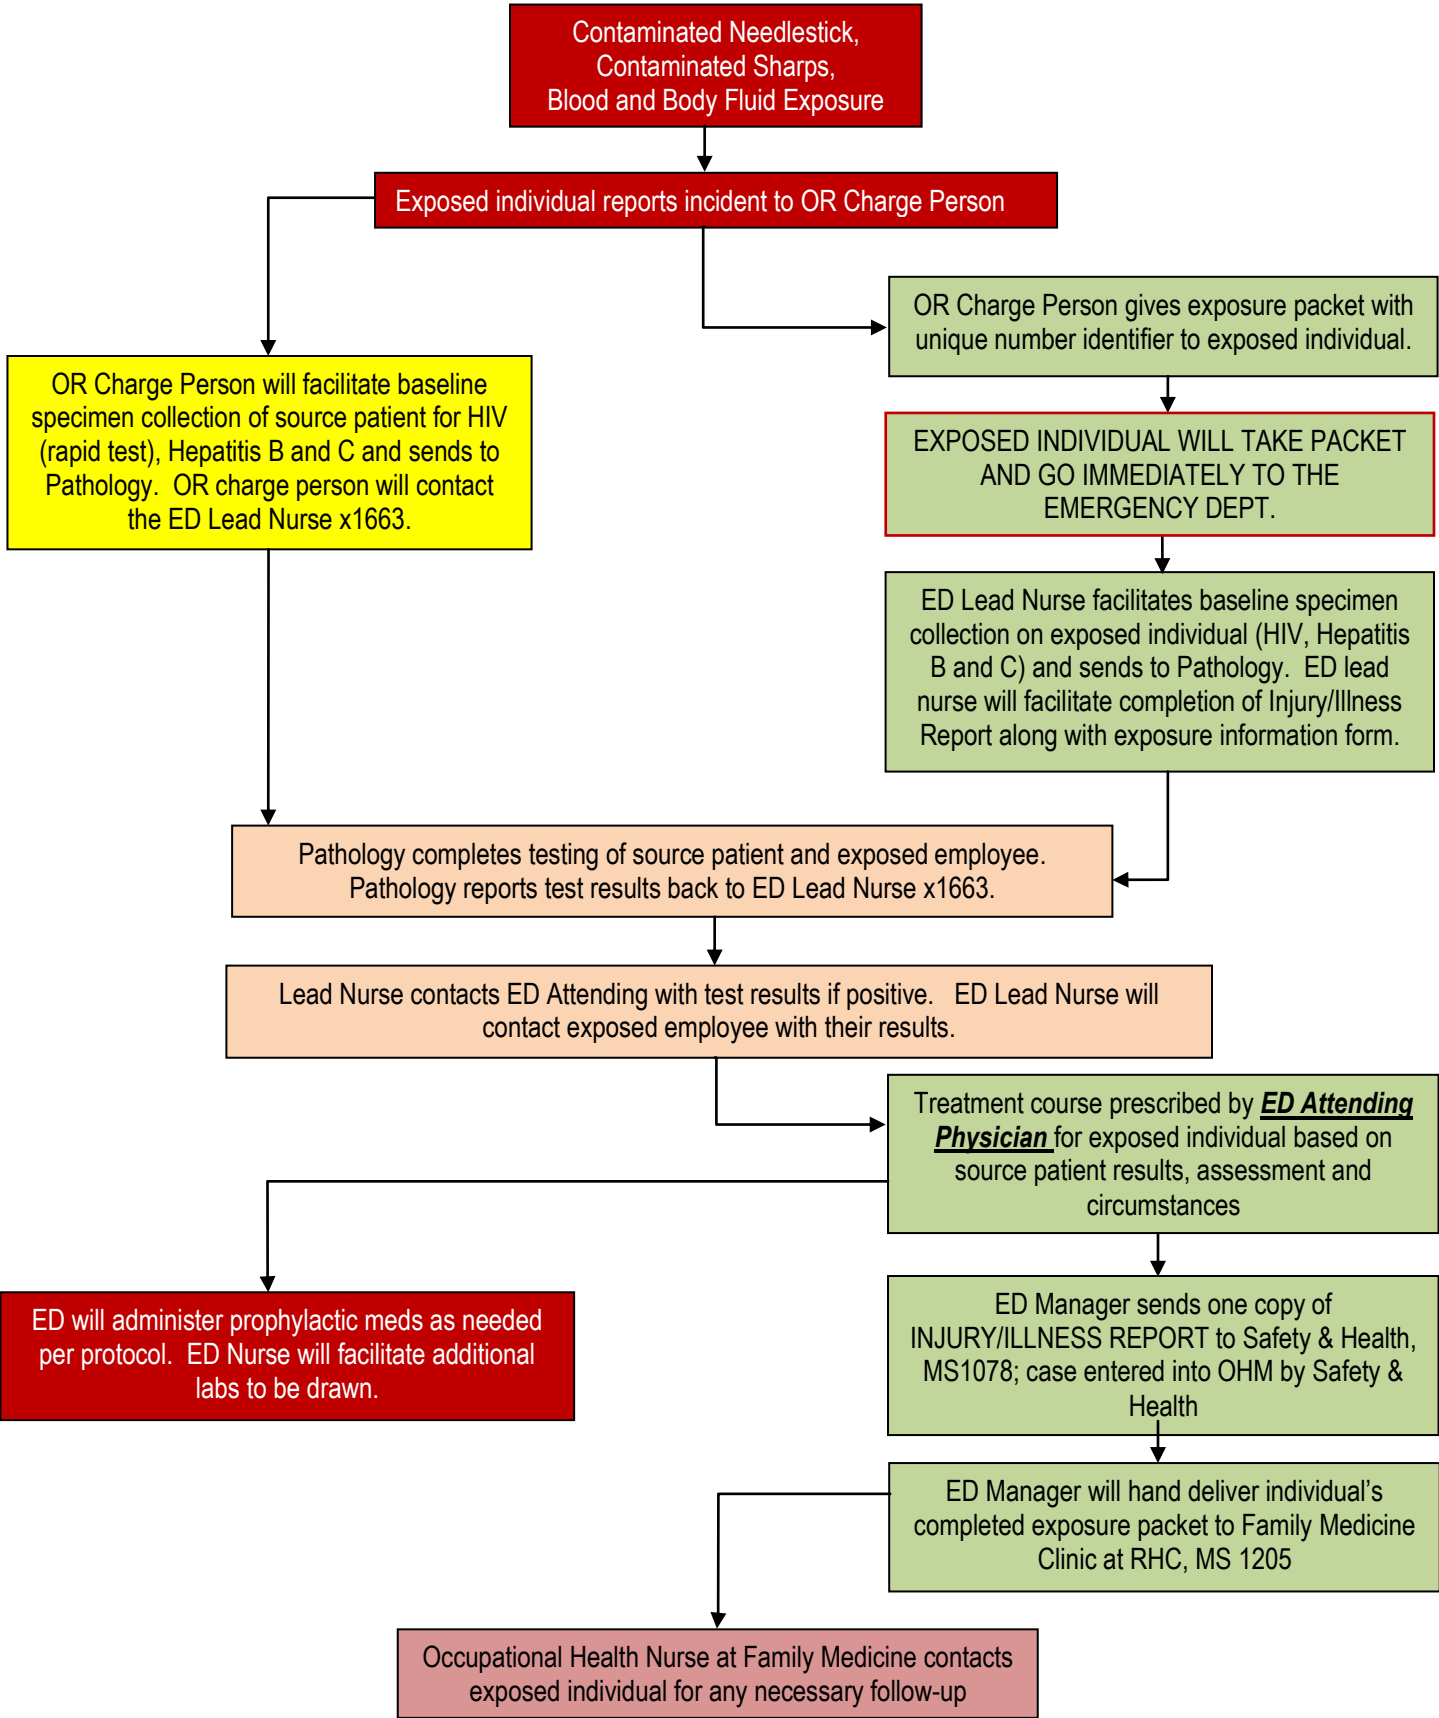 Contaminated Needlestick,
Contaminated Sharps,
Blood and Body Fluid Exposure
Exposed individual reports incident to OR Charge Person
OR Charge Person gives exposure packet with
unique number identifier to exposed individual.
OR Charge Person will facilitate baseline
specimen collection of source patient for HIV
(rapid test), Hepatitis B and C and sends to
Pathology.  OR charge person will contact
the ED Lead Nurse x1663.
EXPOSED INDIVIDUAL WILL TAKE PACKET
AND GO IMMEDIATELY TO THE
EMERGENCY DEPT.
ED Lead Nurse facilitates baseline specimen
collection on exposed individual (HIV, Hepatitis
B and C) and sends to Pathology.  ED lead
nurse will facilitate completion of Injury/Illness
Report along with exposure information form.
Pathology completes testing of source patient and exposed employee.
Pathology reports test results back to ED Lead Nurse x1663.
Lead Nurse contacts ED Attending with test results if positive.   ED Lead Nurse will
contact exposed employee with their results.
Treatment course prescribed by ED Attending
Physician for exposed individual based on
source patient results, assessment and
circumstances
ED will administer prophylactic meds as needed
per protocol.  ED Nurse will facilitate additional
labs to be drawn.
ED Manager sends one copy of
INJURY/ILLNESS REPORT to Safety & Health,
MS1078; case entered into OHM by Safety &
Health
ED Manager will hand deliver individual’s
completed exposure packet to Family Medicine
Clinic at RHC, MS 1205
Occupational Health Nurse at Family Medicine contacts
exposed individual for any necessary follow-up